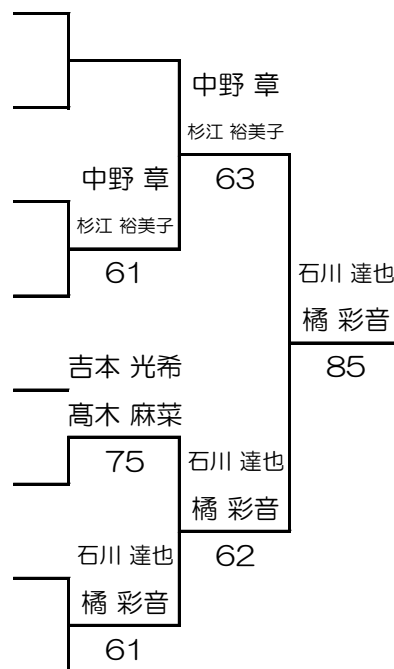 中野 章
杉江 裕美子
63
中野 章
杉江 裕美子
61
石川 達也
橘 彩音
85
吉本 光希
髙木 麻菜
75
石川 達也
橘 彩音
62
石川 達也
橘 彩音
61